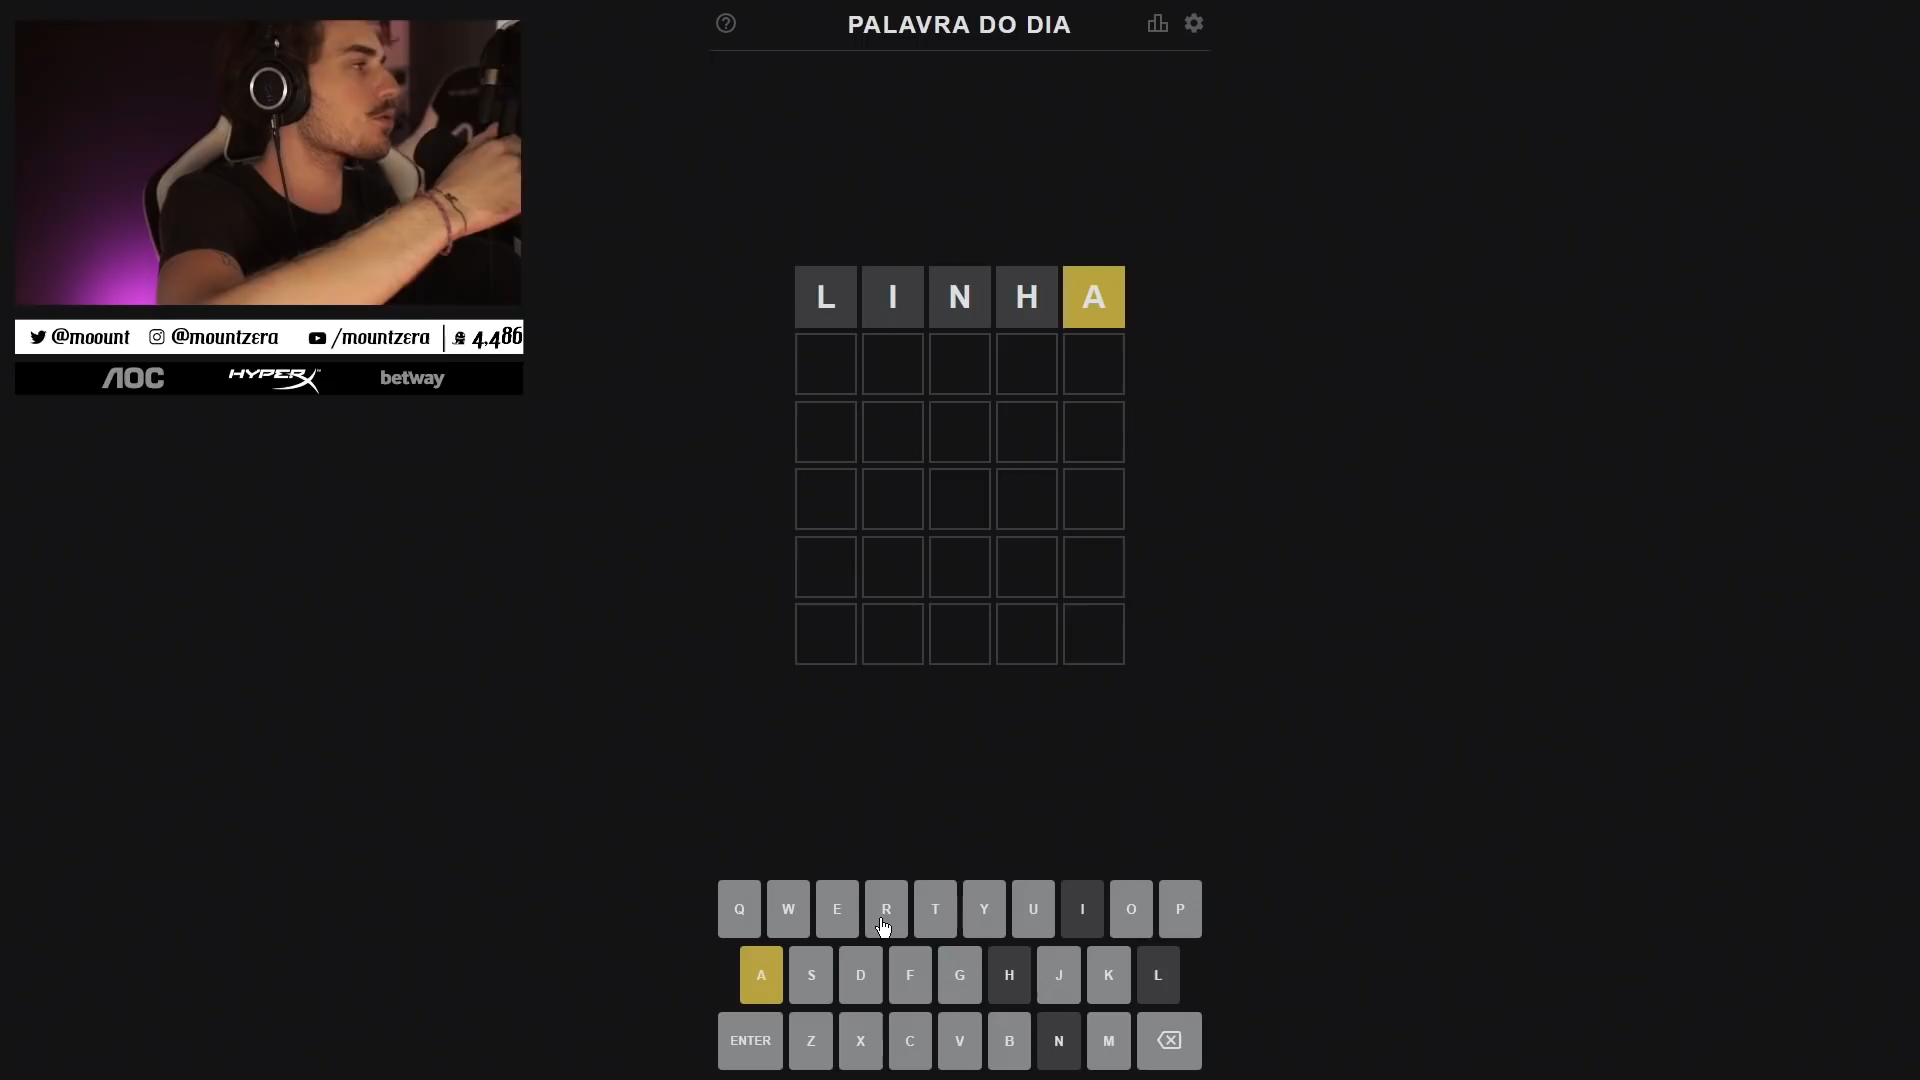 PALAVRA DO DIA
@moount @mountzera /mountzera | 4,486
AOC HYPERX betway
L I N H A
Q W E R T Y U I O P
A S D F G H J K L
ENTER Z X C V B N M